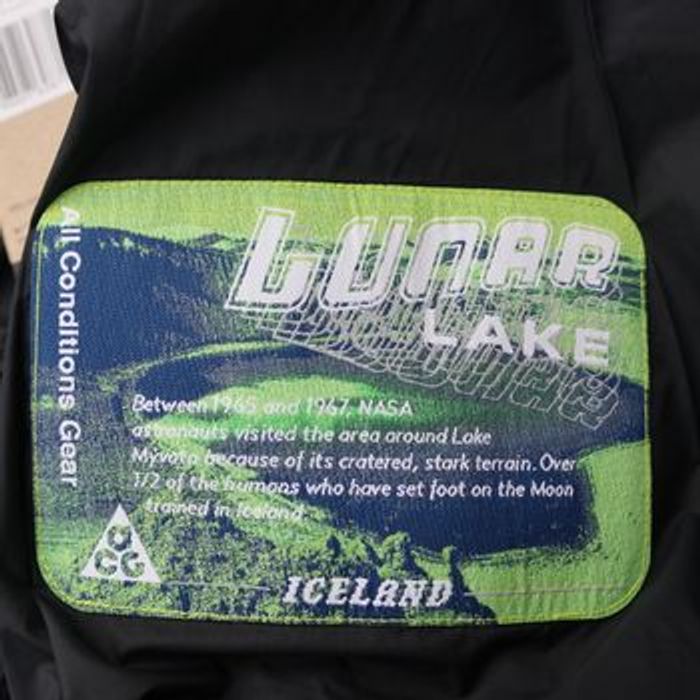 All Conditions Gear
LUNAR
LAKE
Between 1965 and 1967, NASA
astronauts visited the area around Lake
Myvatn because of its cratered, stark terrain. Over
1/2 of the humans who have set foot on the Moon
trained in Iceland
ACG
ICELAND